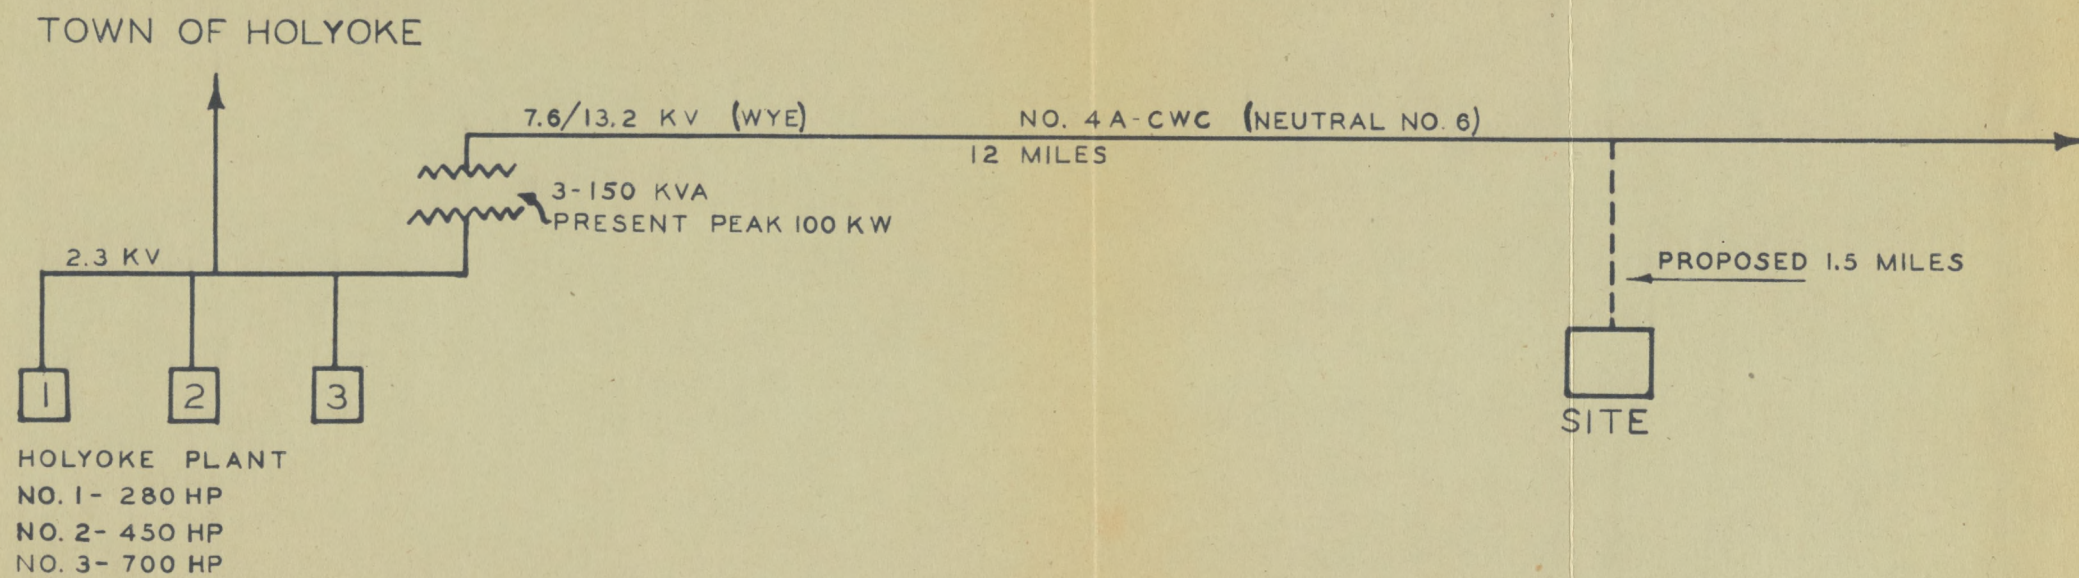 TOWN OF HOLYOKE
7.6/13.2 KV (WYE)
NO. 4 A-CWC (NEUTRAL NO. 6)
12 MILES
3-150 KVA
PRESENT PEAK 100 KW
2.3 KV
PROPOSED 1.5 MILES
1
2
3
SITE
HOLYOKE PLANT
NO. 1- 280 HP
NO. 2- 450 HP
NO. 3- 700 HP